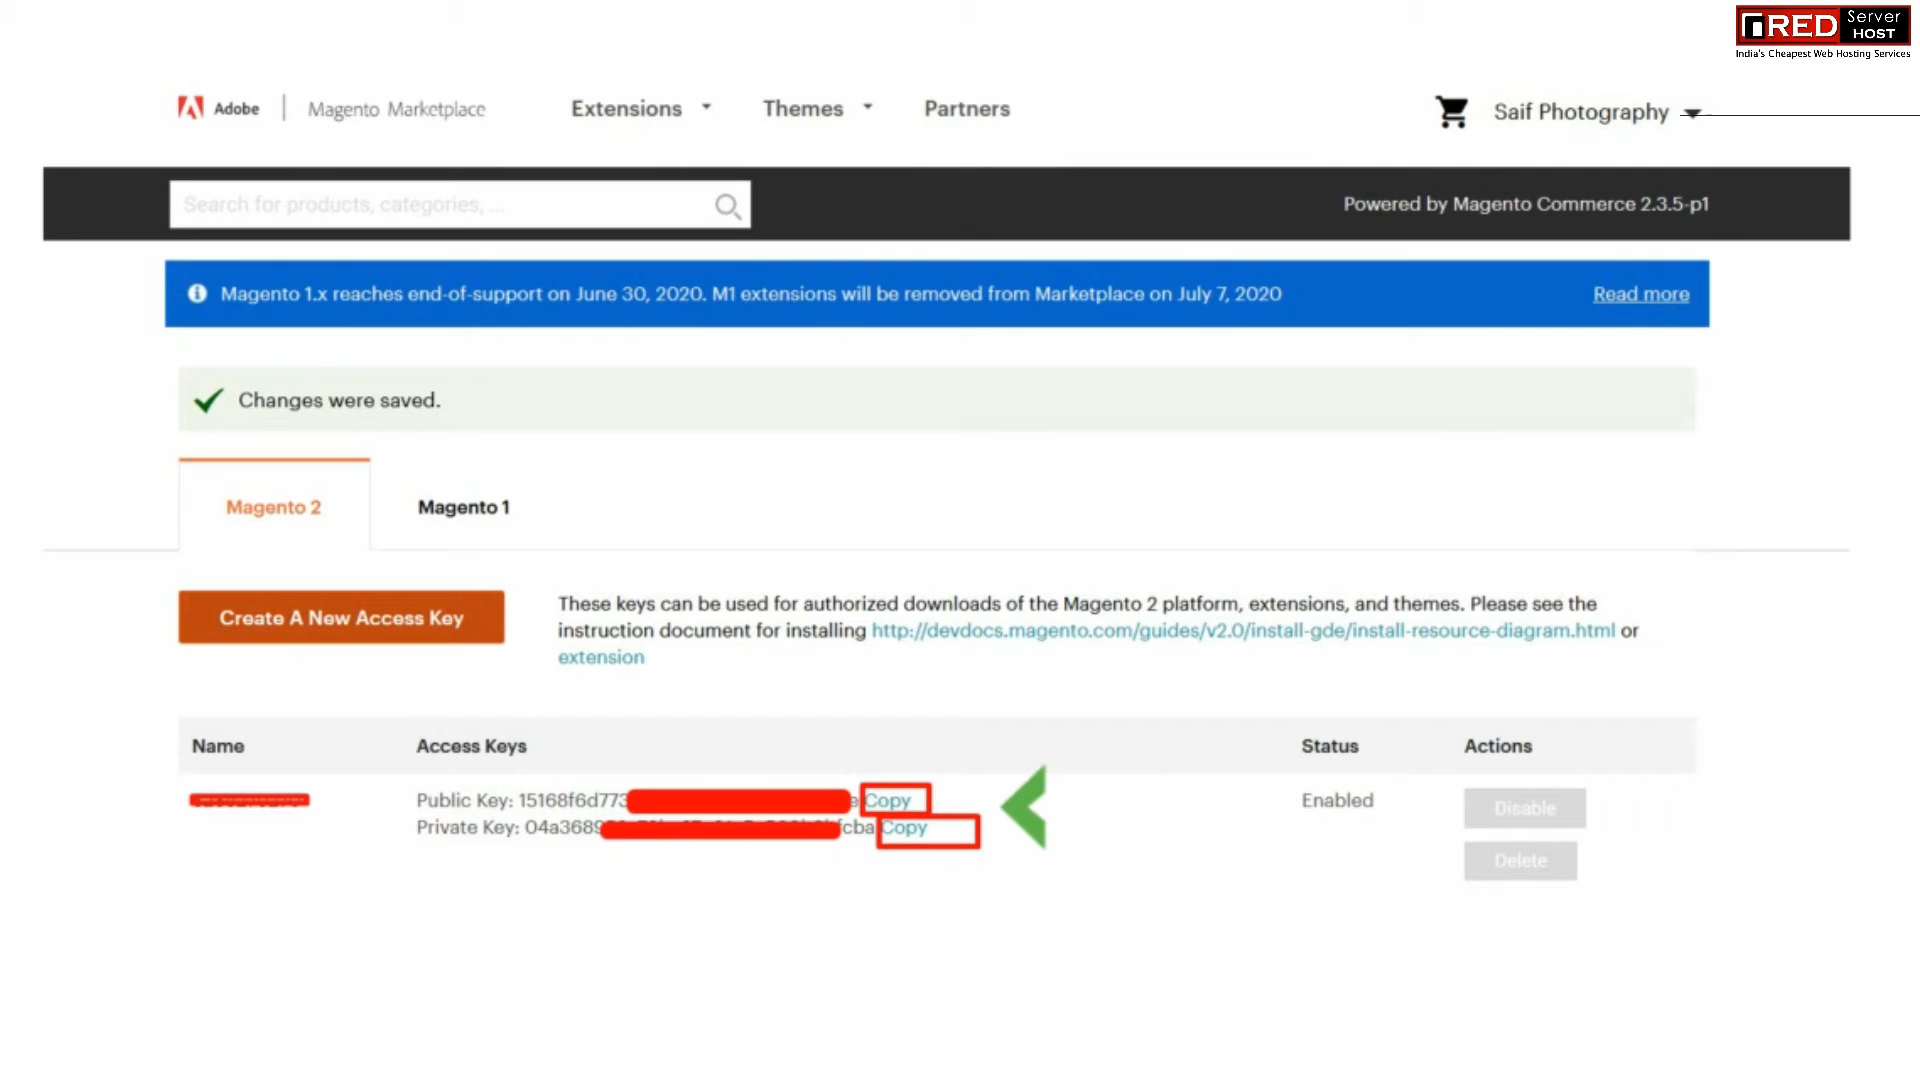 RED Server HOST
India's Cheapest Web Hosting Services
Adobe | Magento Marketplace Extensions Themes Partners Saif Photography
Search for products, categories, ... Powered by Magento Commerce 2.3.5-p1
Magento 1.x reaches end-of-support on June 30, 2020. M1 extensions will be removed from Marketplace on July 7, 2020 Read more
Changes were saved.
Magento 2 Magento 1
Create A New Access Key
These keys can be used for authorized downloads of the Magento 2 platform, extensions, and themes. Please see the
instruction document for installing http://devdocs.magento.com/guides/v2.0/install-gde/install-resource-diagram.html or
extension
Name Access Keys Status Actions
Public Key: 15168f6d773 e Copy Enabled Disable
Private Key: 04a3689 fcba Copy
Delete